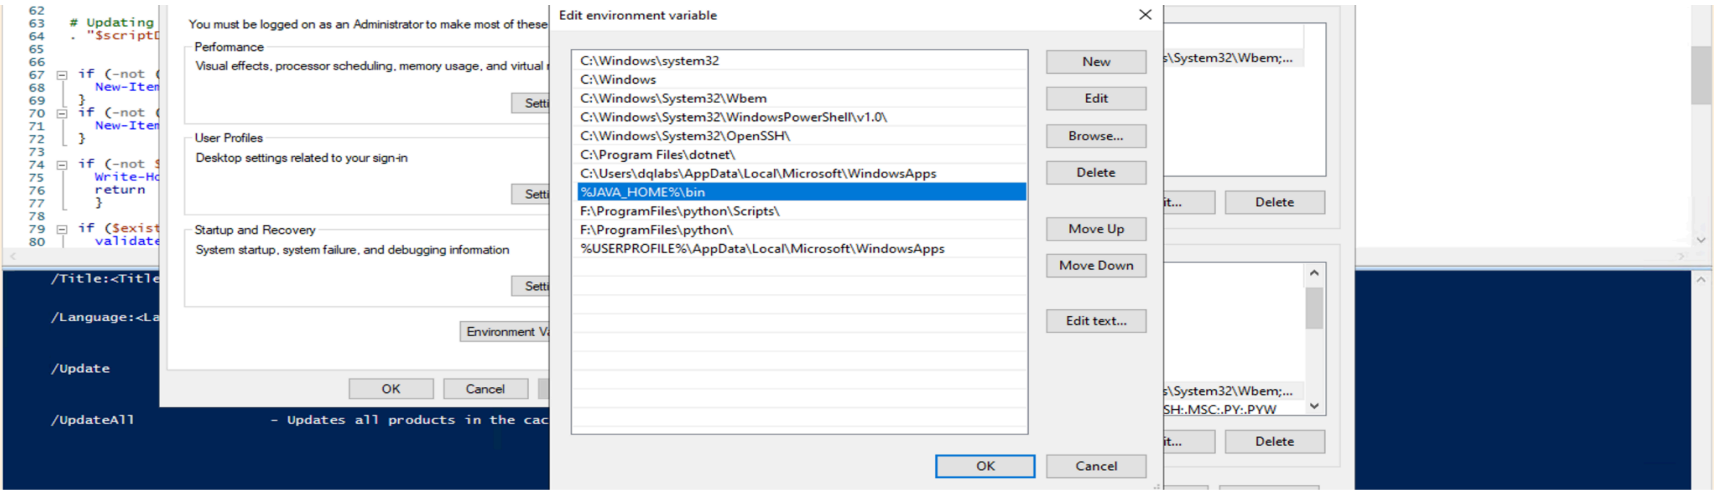 62
63 # Updating
64 . "$scriptD
65
66
67 if (-not (
68 New-Item
69 }
70 if (-not (
71 New-Item
72 }
73
74 if (-not $
75 Write-Ho
76 return
77 }
78
79 if ($exist
80 validate
/Title:<Title
/Language:<La
/Update
/UpdateAll - Updates all products in the cac
You must be logged on as an Administrator to make most of these
Performance
Visual effects, processor scheduling, memory usage, and virtual
Setti
User Profiles
Desktop settings related to your sign-in
Setti
Startup and Recovery
System startup, system failure, and debugging information
Setti
Environment Va
OK Cancel
Edit environment variable
C:\Windows\system32
C:\Windows
C:\Windows\System32\Wbem
C:\Windows\System32\WindowsPowerShell\v1.0\
C:\Windows\System32\OpenSSH\
C:\Program Files\dotnet\
C:\Users\dqlabs\AppData\Local\Microsoft\WindowsApps
%JAVA_HOME%\bin
F:\ProgramFiles\python\Scripts\
F:\ProgramFiles\python\
%USERPROFILE%\AppData\Local\Microsoft\WindowsApps
New
Edit
Browse...
Delete
Move Up
Move Down
Edit text...
OK Cancel
s\System32\Wbem;...
it... Delete
s\System32\Wbem;...
SH;.MSC;.PY;.PYW
it... Delete